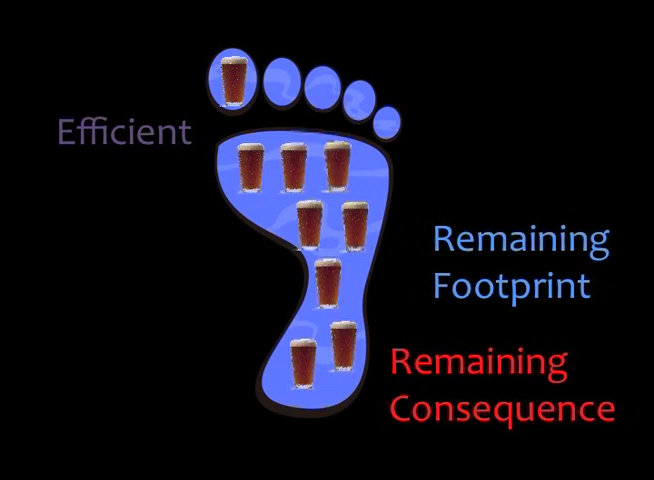 Efficient
Remaining
Footprint
Remaining
Consequence